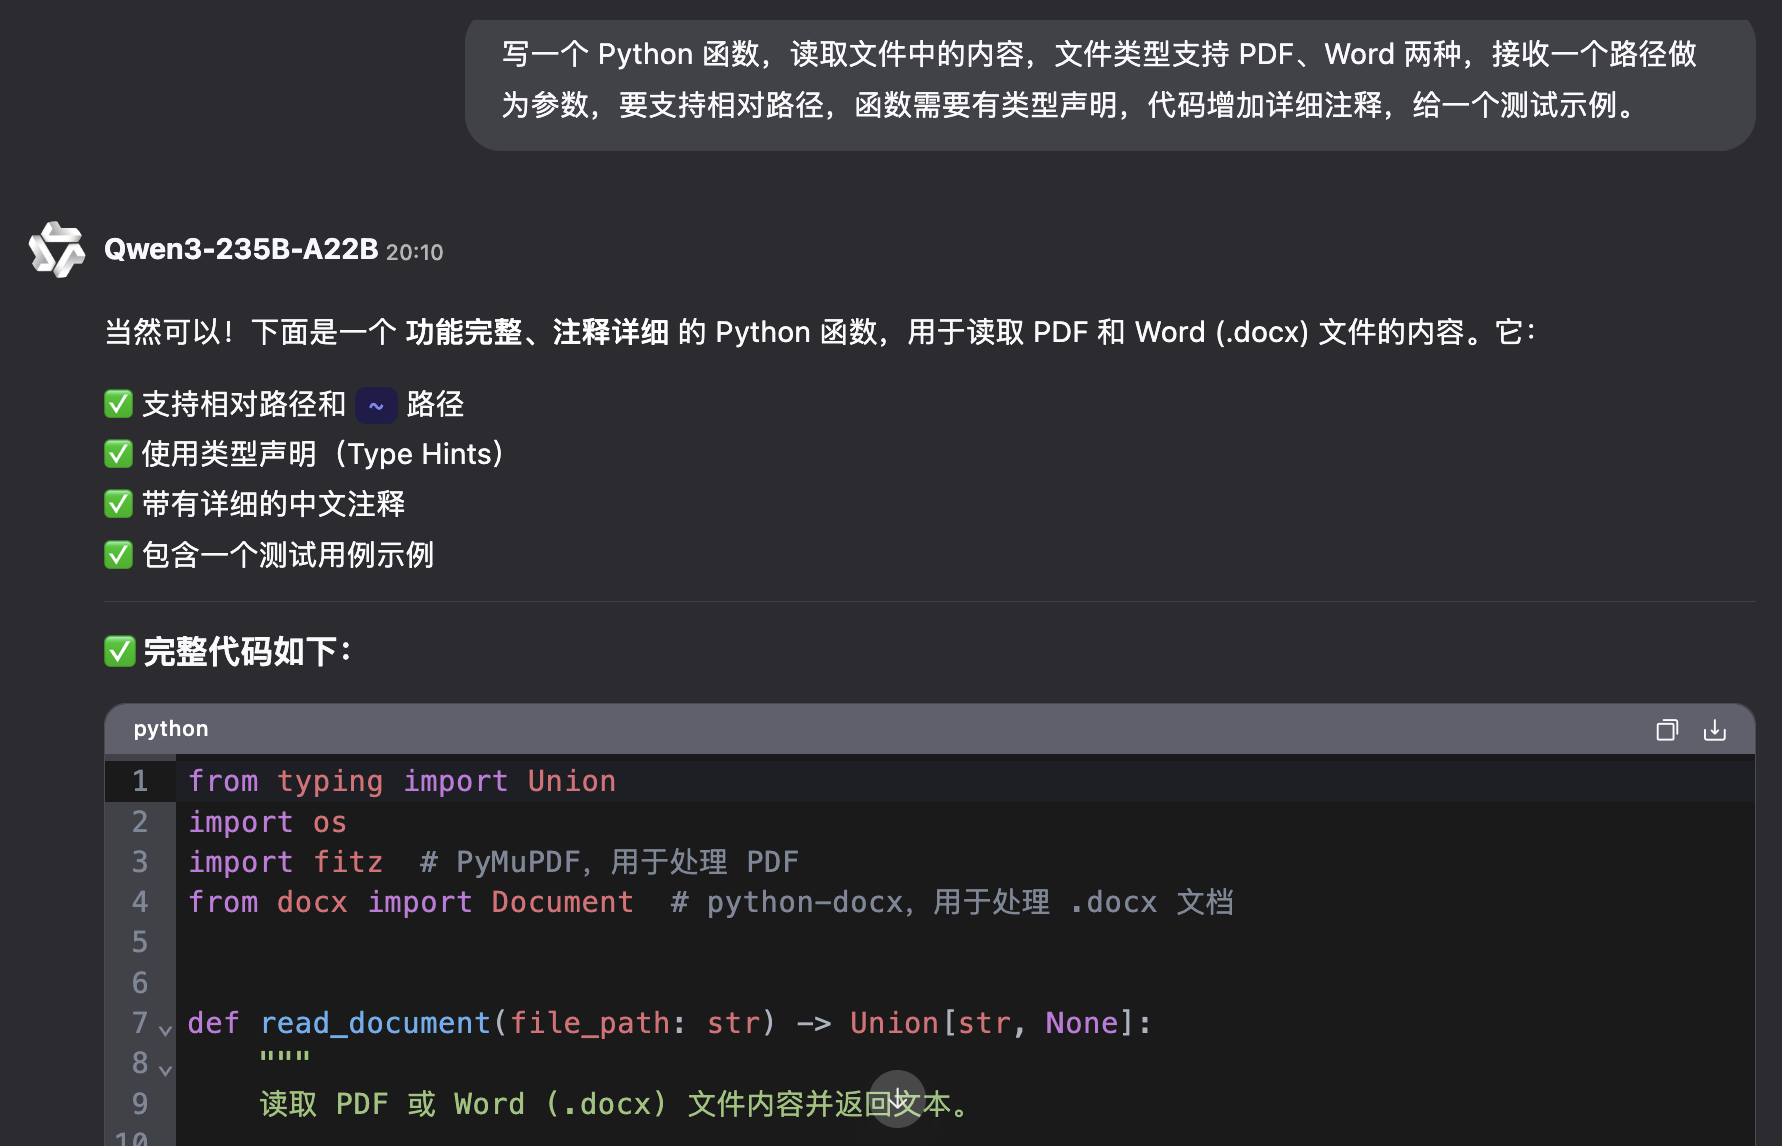 写一个 Python 函数，读取文件中的内容，文件类型支持 PDF、Word 两种，接收一个路径做
为参数，要支持相对路径，函数需要有类型声明，代码增加详细注释，给一个测试示例。
Qwen3-235B-A22B 20:10
当然可以！下面是一个 功能完整、注释详细 的 Python 函数，用于读取 PDF 和 Word (.docx) 文件的内容。它：
✅ 支持相对路径和 ~ 路径
✅ 使用类型声明（Type Hints）
✅ 带有详细的中文注释
✅ 包含一个测试用例示例
✅ 完整代码如下：
python
1 from typing import Union
2 import os
3 import fitz  # PyMuPDF，用于处理 PDF
4 from docx import Document  # python-docx，用于处理 .docx 文档
5
6
7 def read_document(file_path: str) -> Union[str, None]:
8     """
9     读取 PDF 或 Word (.docx) 文件内容并返回文本。
10